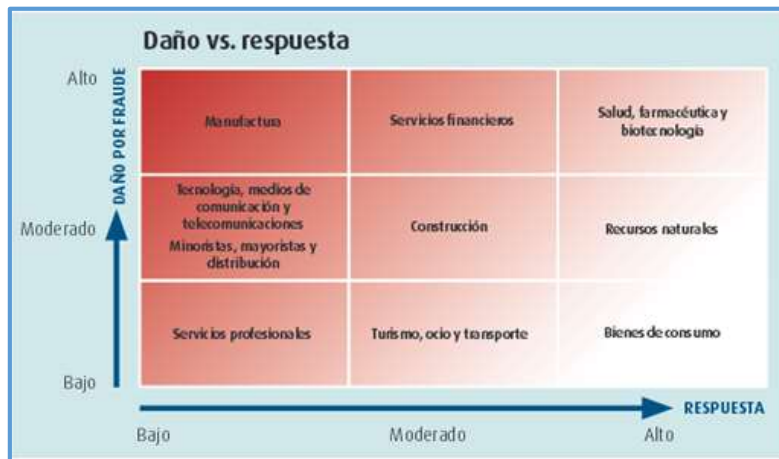 Daño vs. respuesta
Alto
DAÑO POR FRAUDE
Manufactura
Servicios financieros
Salud, farmacéutica y
biotecnología
Moderado
Tecnología, medios de
comunicación y
telecomunicaciones
Minoristas, mayoristas y
distribución
Construcción
Recursos naturales
Servicios profesionales
Turismo, ocio y transporte
Bienes de consumo
Bajo
RESPUESTA
Bajo
Moderado
Alto